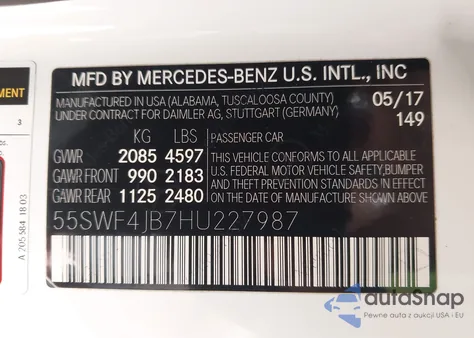 MFD BY MERCEDES-BENZ U.S. INTL., INC
MANUFACTURED IN USA (ALABAMA, TUSCALOOSA COUNTY)
UNDER CONTRACT FOR DAIMLER AG, STUTTGART (GERMANY)
05/17
149
KG LBS
PASSENGER CAR
GVWR 2085 4597
GAWR FRONT 990 2183
GAWR REAR 1125 2480
THIS VEHICLE CONFORMS TO ALL APPLICABLE U.S.
FEDERAL MOTOR VEHICLE SAFETY, BUMPER
AND THEFT PREVENTION STANDARDS IN EFFECT ON
THE DATE OF MANUFACTURE SHOWN ABOVE.
55SWF4JB7HU227987
MENT
3
A 205 584 18 03
autoSnap
Pewne auta z aukcji USA - EU